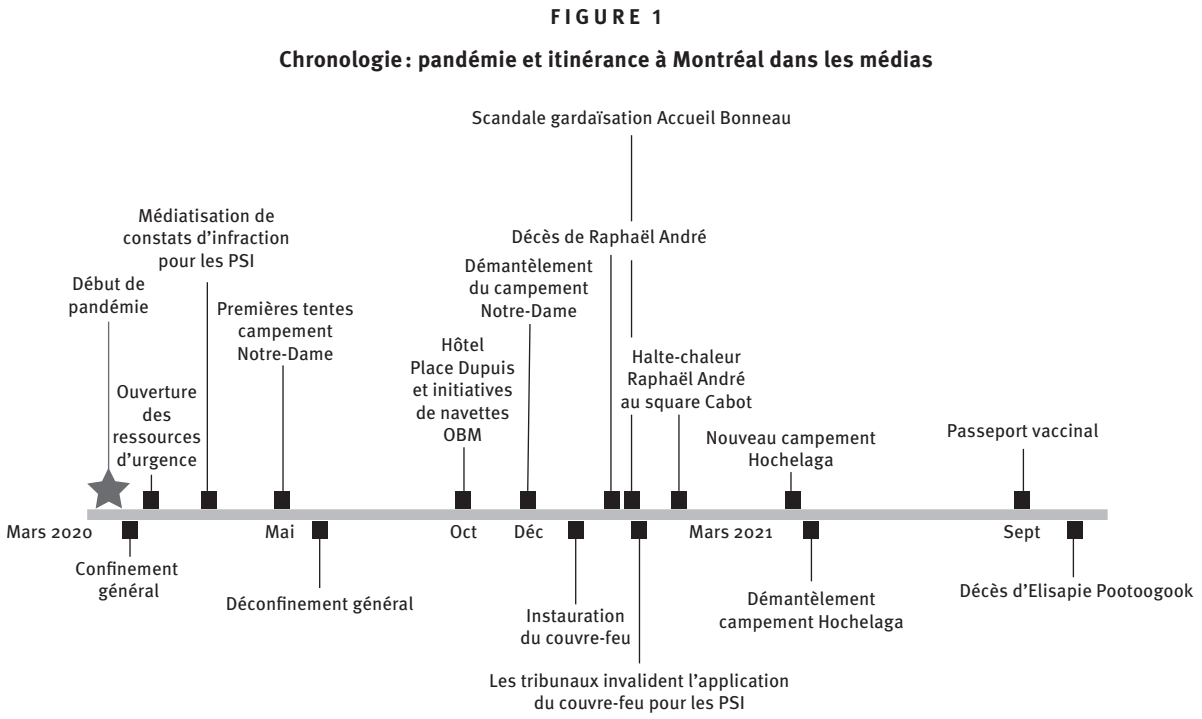 FIGURE 1
Chronologie : pandémie et itinérance à Montréal dans les médias
Scandale gardaïsation Accueil Bonneau
Médiatisation de
constats d’infraction
pour les PSI
Décès de Raphaël André
Début de
pandémie
Démantèlement
du campement
Notre-Dame
Premières tentes
campement
Notre-Dame
Hôtel
Place Dupuis
et initiatives
de navettes
OBM
Halte-chaleur
Raphaël André
au square Cabot
Ouverture
des
ressources
d’urgence
Nouveau campement
Hochelaga
Passeport vaccinal
Mars 2020
Mai
Oct
Déc
Mars 2021
Sept
Confinement
général
Déconfinement général
Instauration
du couvre-feu
Démantèlement
campement Hochelaga
Décès d’Elisapie Pootoogook
Les tribunaux invalident l’application
du couvre-feu pour les PSI